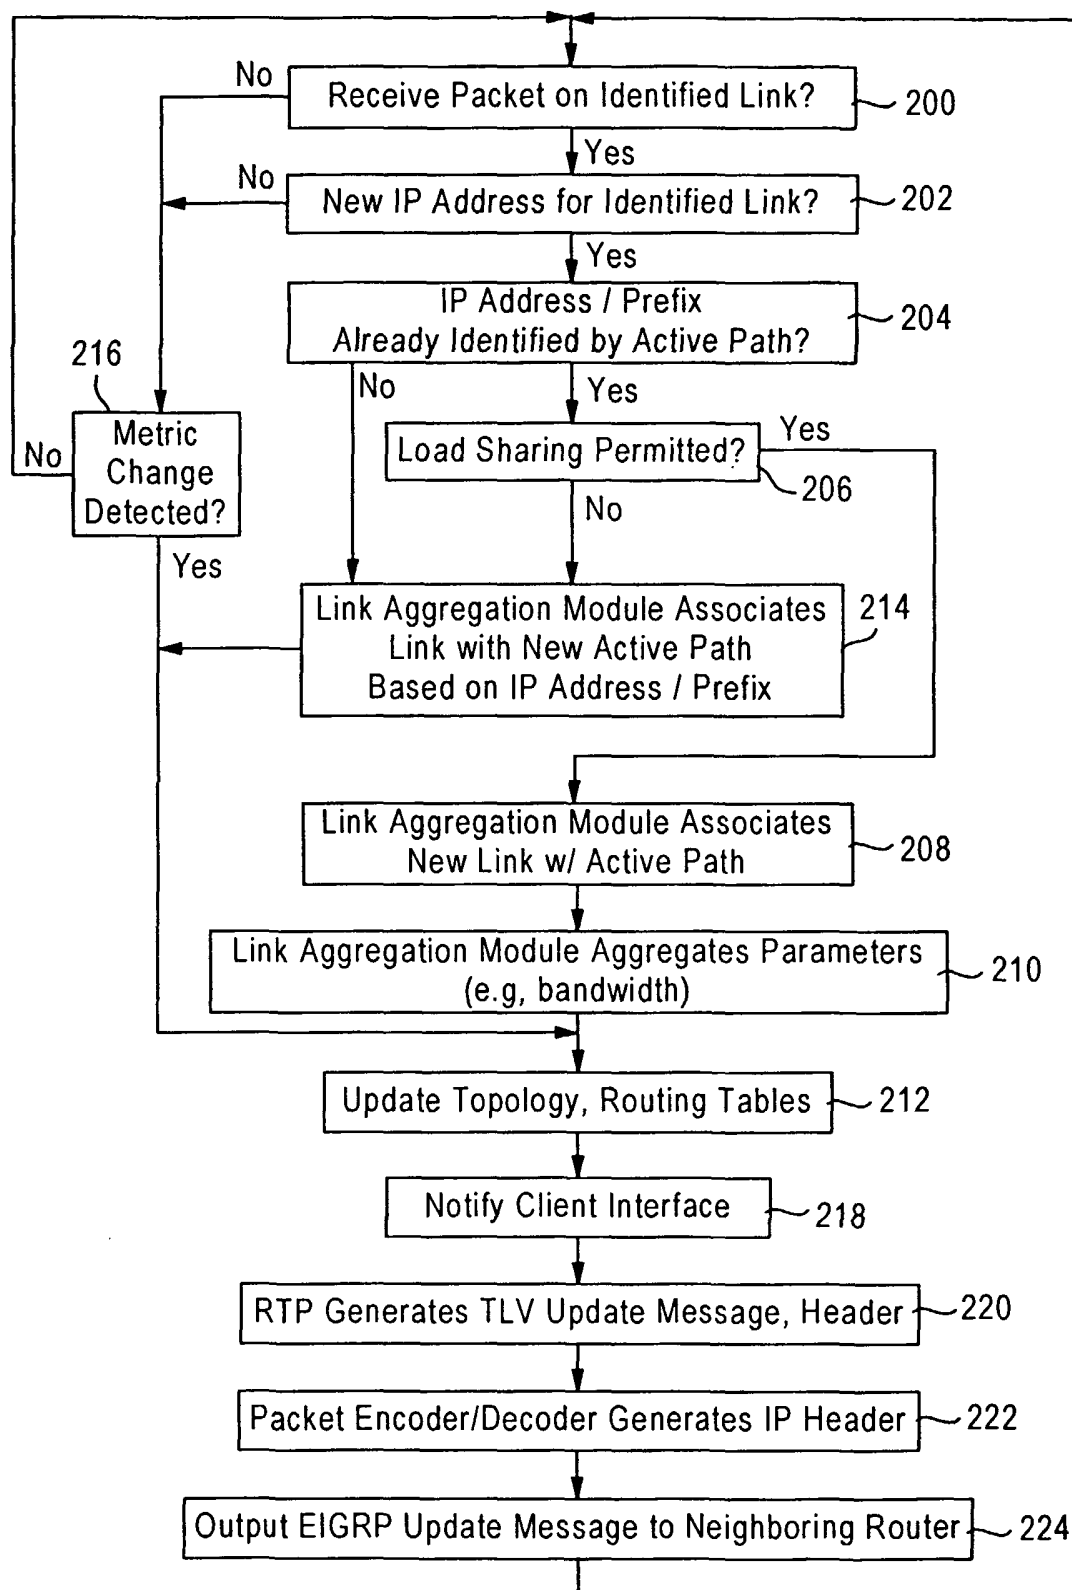 No
Receive Packet on Identified Link?
200
Yes
No
New IP Address for Identified Link?
202
Yes
IP Address / Prefix
Already Identified by Active Path?
204
216
No
Yes
Metric
Change
Detected?
No
Load Sharing Permitted?
Yes
206
No
Yes
Link Aggregation Module Associates
Link with New Active Path
Based on IP Address / Prefix
214
Link Aggregation Module Associates
New Link w/ Active Path
208
Link Aggregation Module Aggregates Parameters
(e.g, bandwidth)
210
Update Topology, Routing Tables
212
Notify Client Interface
218
RTP Generates TLV Update Message, Header
220
Packet Encoder/Decoder Generates IP Header
222
Output EIGRP Update Message to Neighboring Router
224